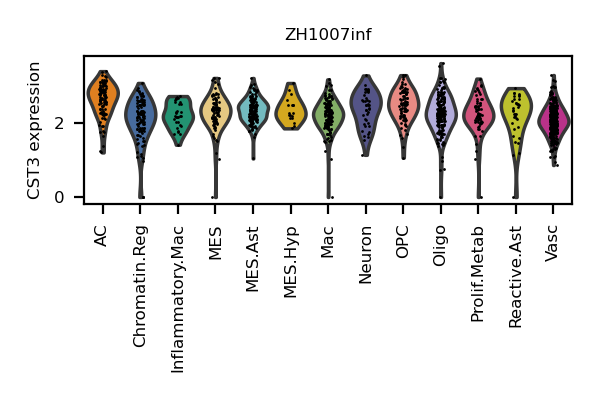 ZH1007inf
CST3 expression
2
0
AC
Chromatin.Reg
Inflammatory.Mac
MES
MES.Ast
MES.Hyp
Mac
Neuron
OPC
Oligo
Prolif.Metab
Reactive.Ast
Vasc